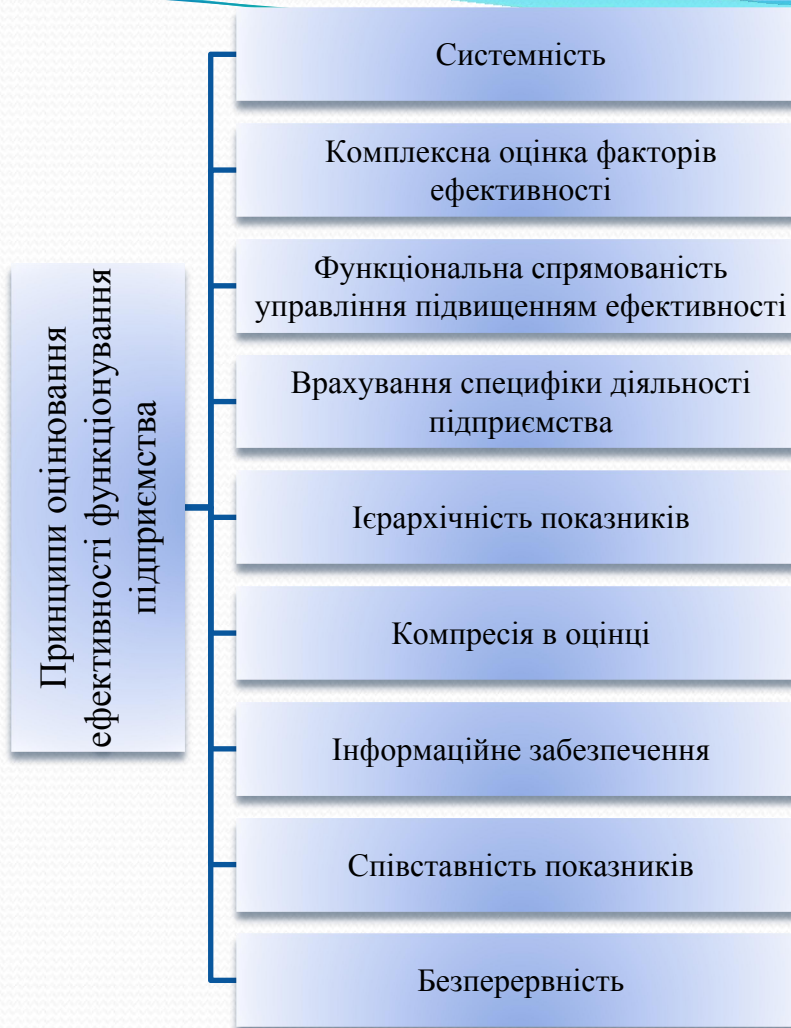 Принципи оцінювання
ефективності функціонування
підприємства
Системність
Комплексна оцінка факторів
ефективності
Функціональна спрямованість
управління підвищенням ефективності
Врахування специфіки діяльності
підприємства
Ієрархічність показників
Компресія в оцінці
Інформаційне забезпечення
Співставність показників
Безперервність